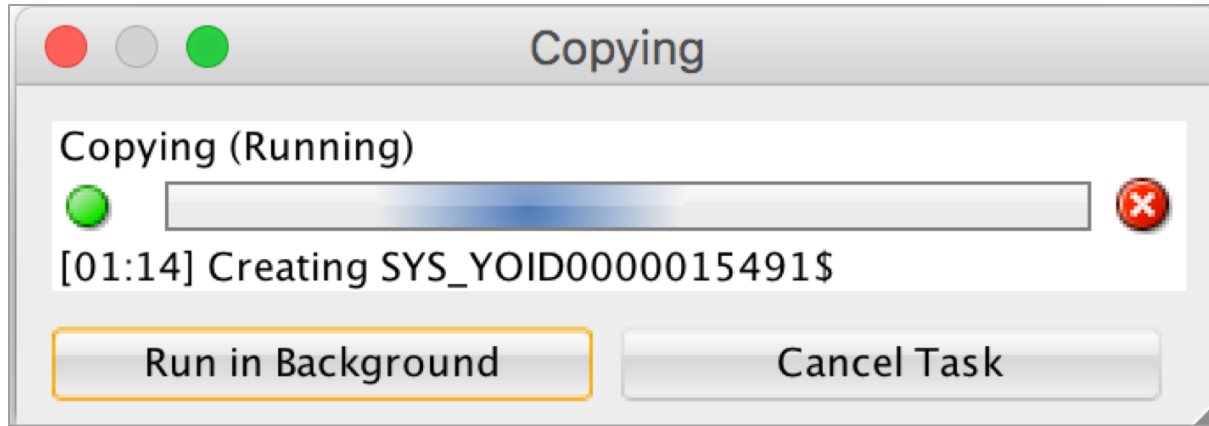 Copying
Copying (Running)
[01:14] Creating SYS_YOID0000015491$
Run in Background
Cancel Task